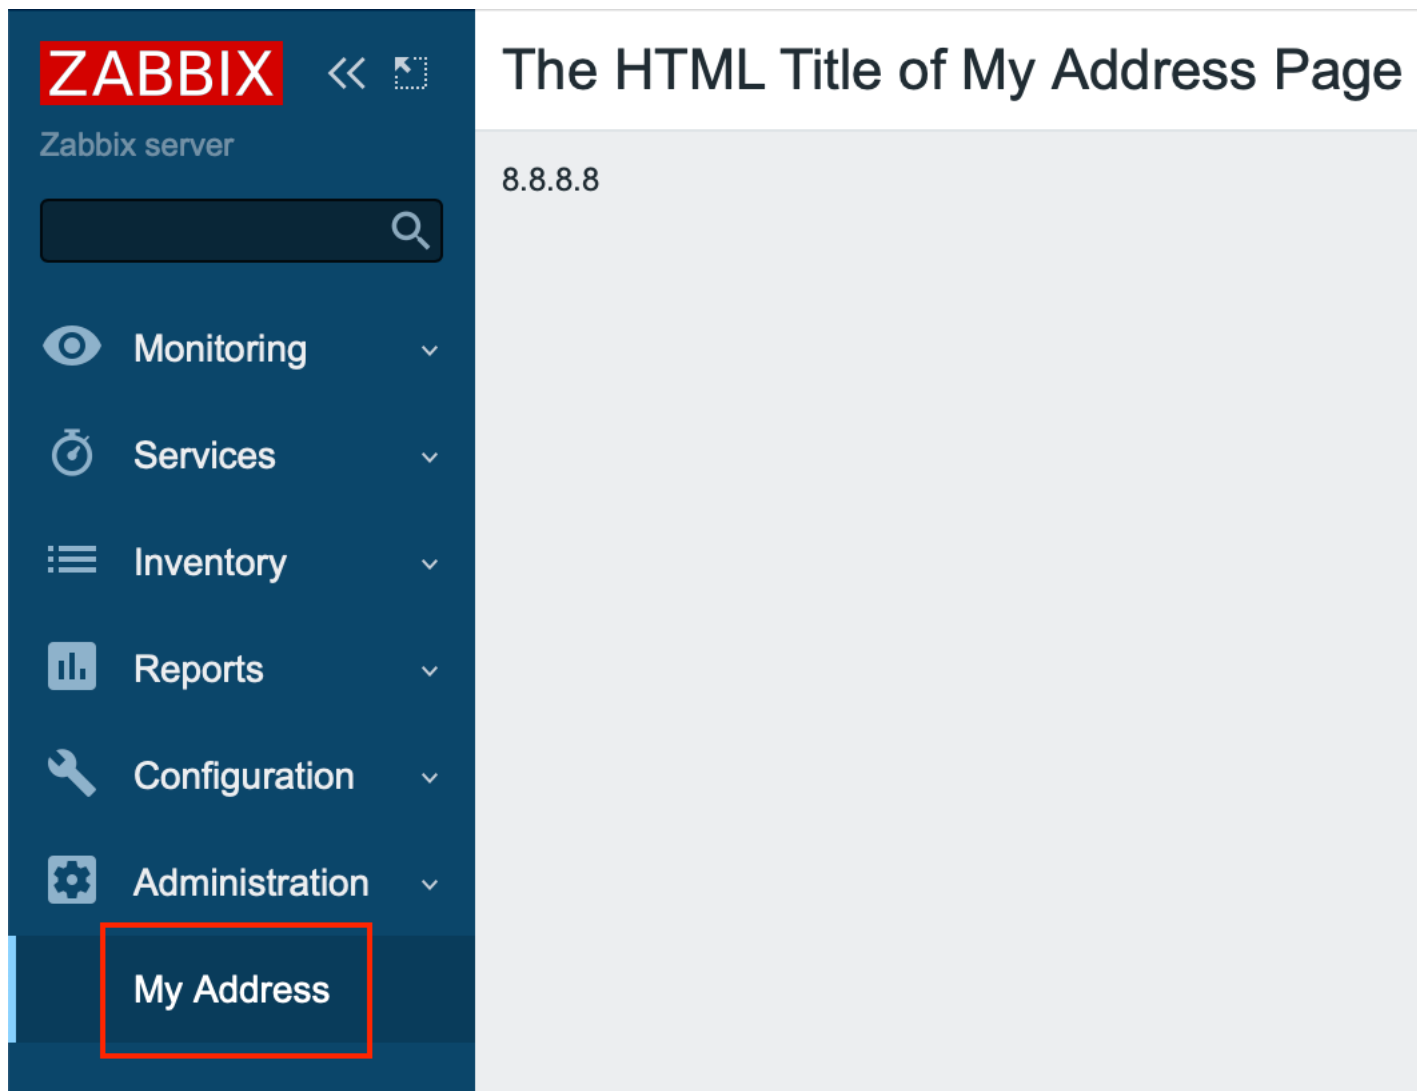 ZABBIX
Zabbix server
Monitoring
Services
Inventory
Reports
Configuration
Administration
My Address
The HTML Title of My Address Page
8.8.8.8